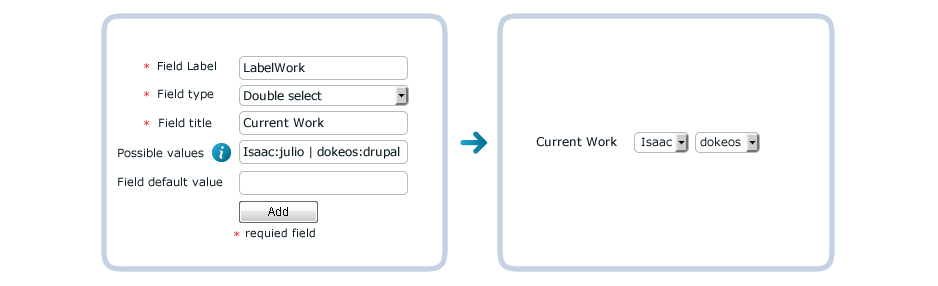 * Field Label LabelWork
* Field type Double select
* Field title Current Work
Possible values i Isaac:julio | dokeos:drupal
Field default value
Add
* requied field
Current Work Isaac dokeos